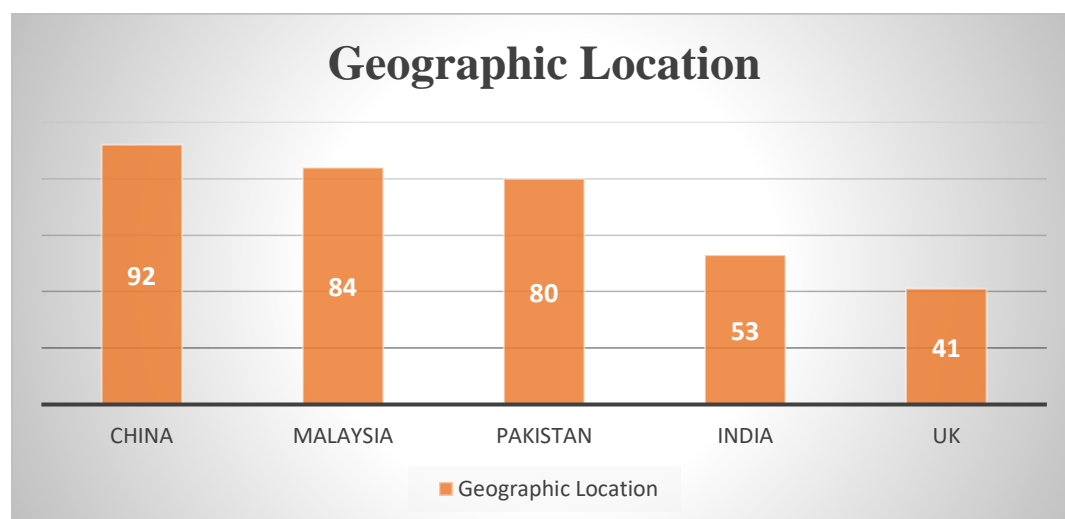 Geographic Location
92
84
80
53
41
CHINA MALAYSIA PAKISTAN INDIA UK
Geographic Location